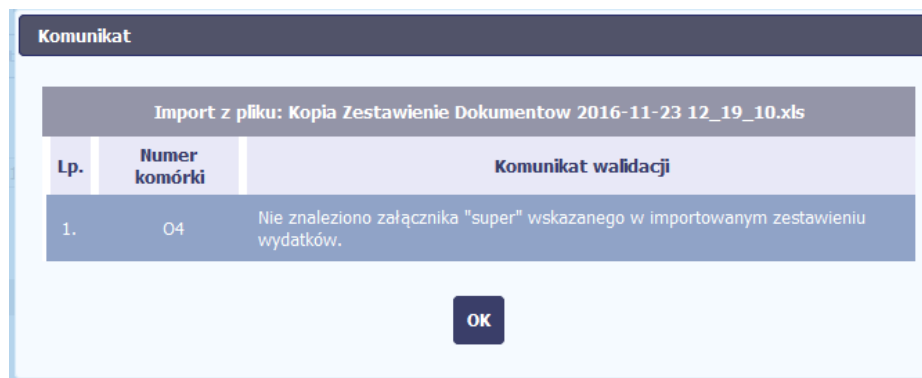 Komunikat
Import z pliku: Kopia Zestawienie Dokumentow 2016-11-23 12_19_10.xls
Lp.
Numer
komórki
Komunikat walidacji
1.
O4
Nie znaleziono załącznika "super" wskazanego w importowanym zestawieniu
wydatków.
OK